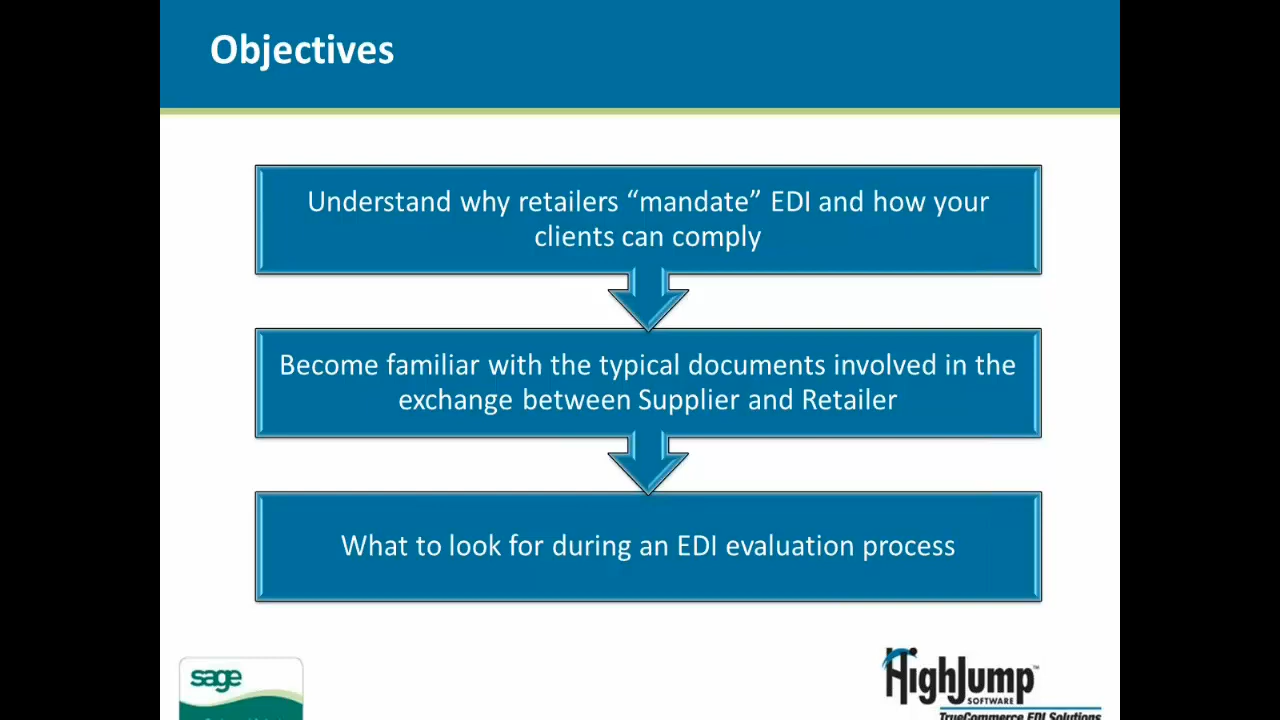 Objectives
Understand why retailers “mandate” EDI and how your
clients can comply
Become familiar with the typical documents involved in the
exchange between Supplier and Retailer
What to look for during an EDI evaluation process
sage
HighJump™
SOFTWARE
TrueCommerce EDI Solutions